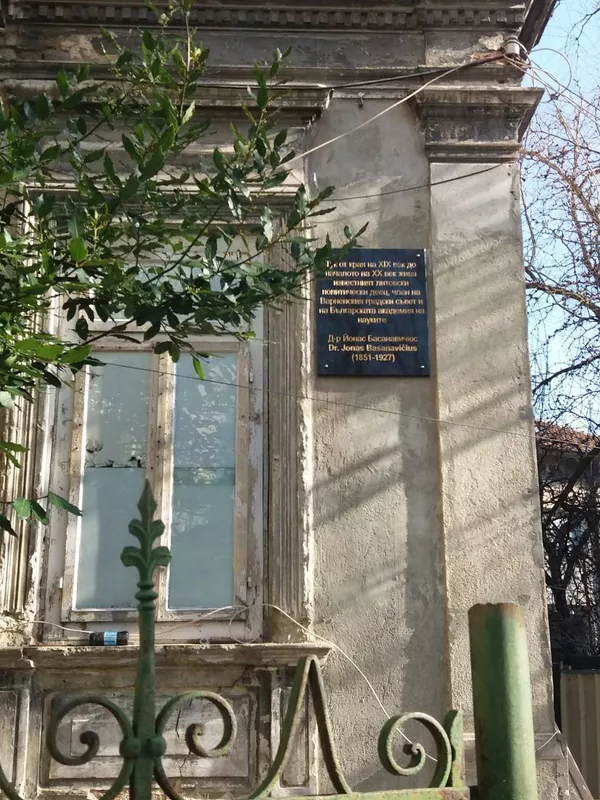 Тук от края на XIX век до
началото на XX век живя
известният литовски
политически деец, член на
Варненския градски съвет и
на Българската академия на
науките
Д-р Йонас Басанавичюс
Dr. Jonas Basanavičius
(1851-1927)